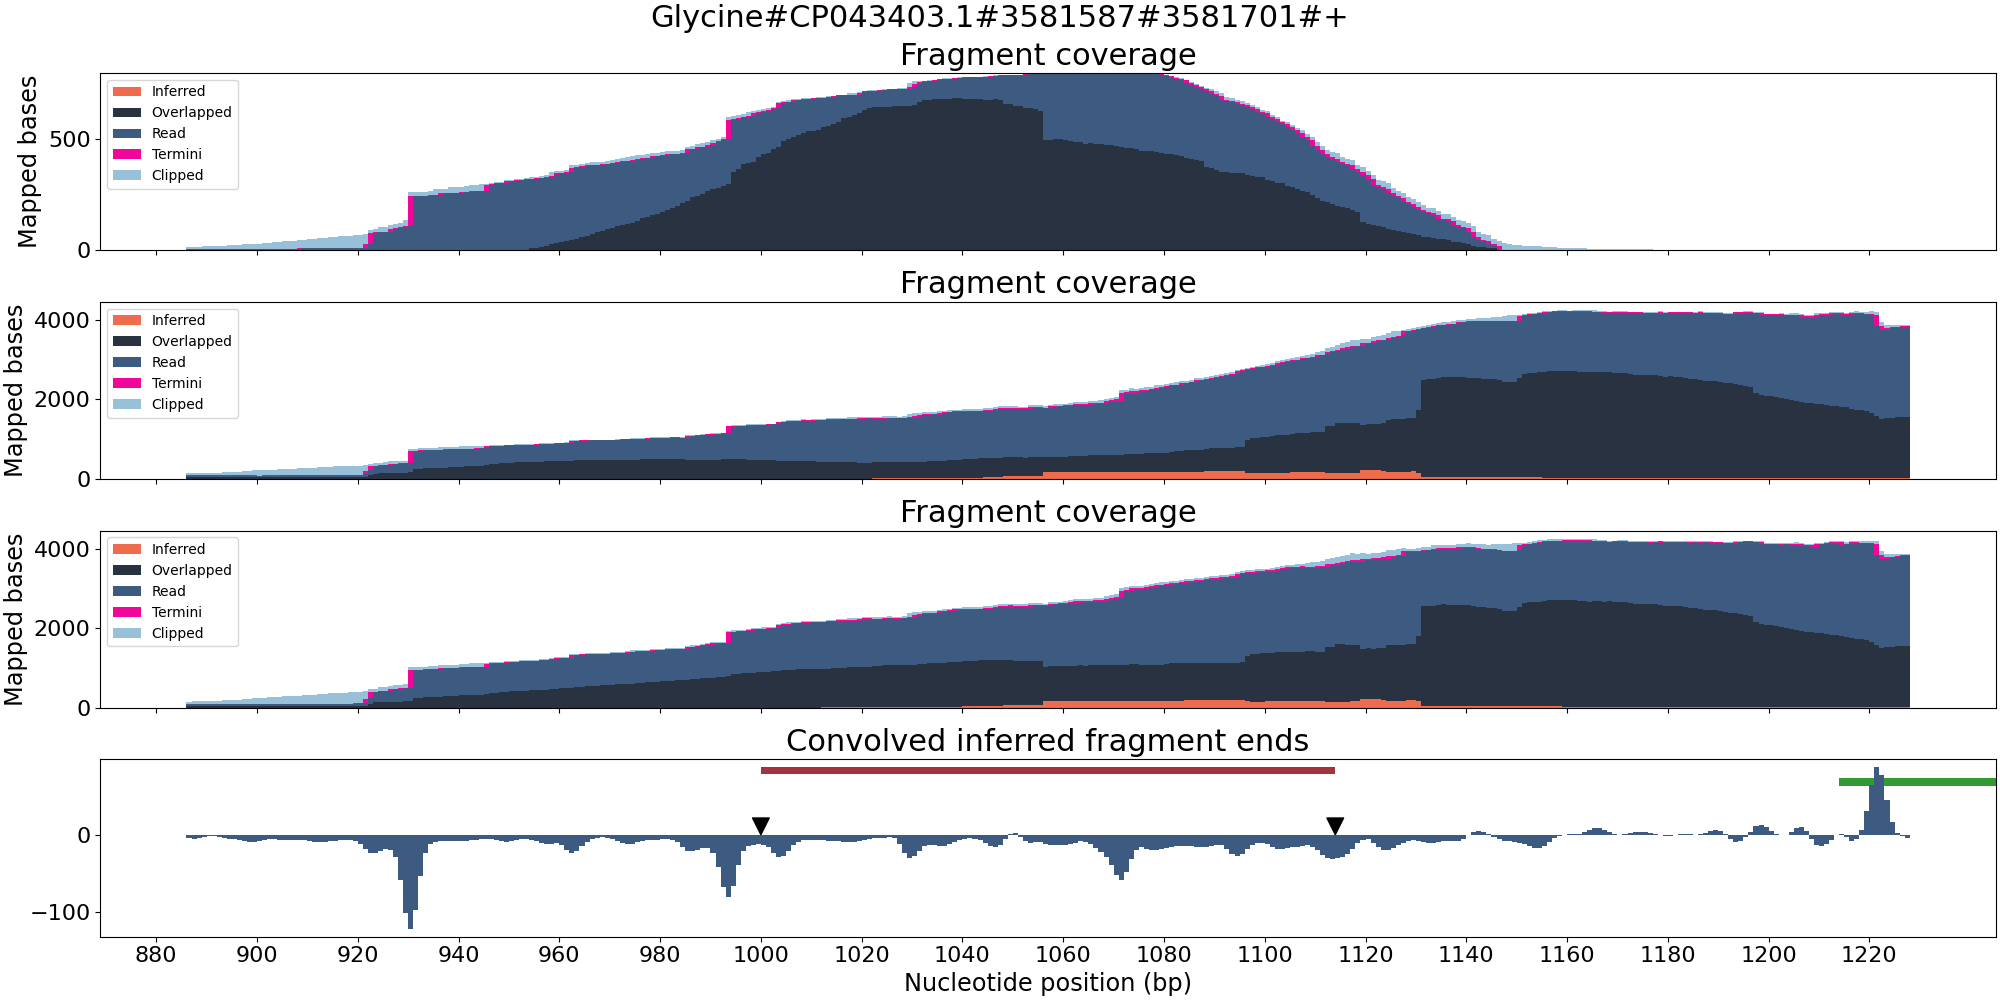 Glycine#CP043403.1#3581587#3581701#+
Fragment coverage
Mapped bases
500
0
Inferred
Overlapped
Read
Termini
Clipped
Fragment coverage
Mapped bases
4000
2000
0
Inferred
Overlapped
Read
Termini
Clipped
Fragment coverage
Mapped bases
4000
2000
0
Inferred
Overlapped
Read
Termini
Clipped
Convolved inferred fragment ends
0
−100
880 900 920 940 960 980 1000 1020 1040 1060 1080 1100 1120 1140 1160 1180 1200 1220
Nucleotide position (bp)